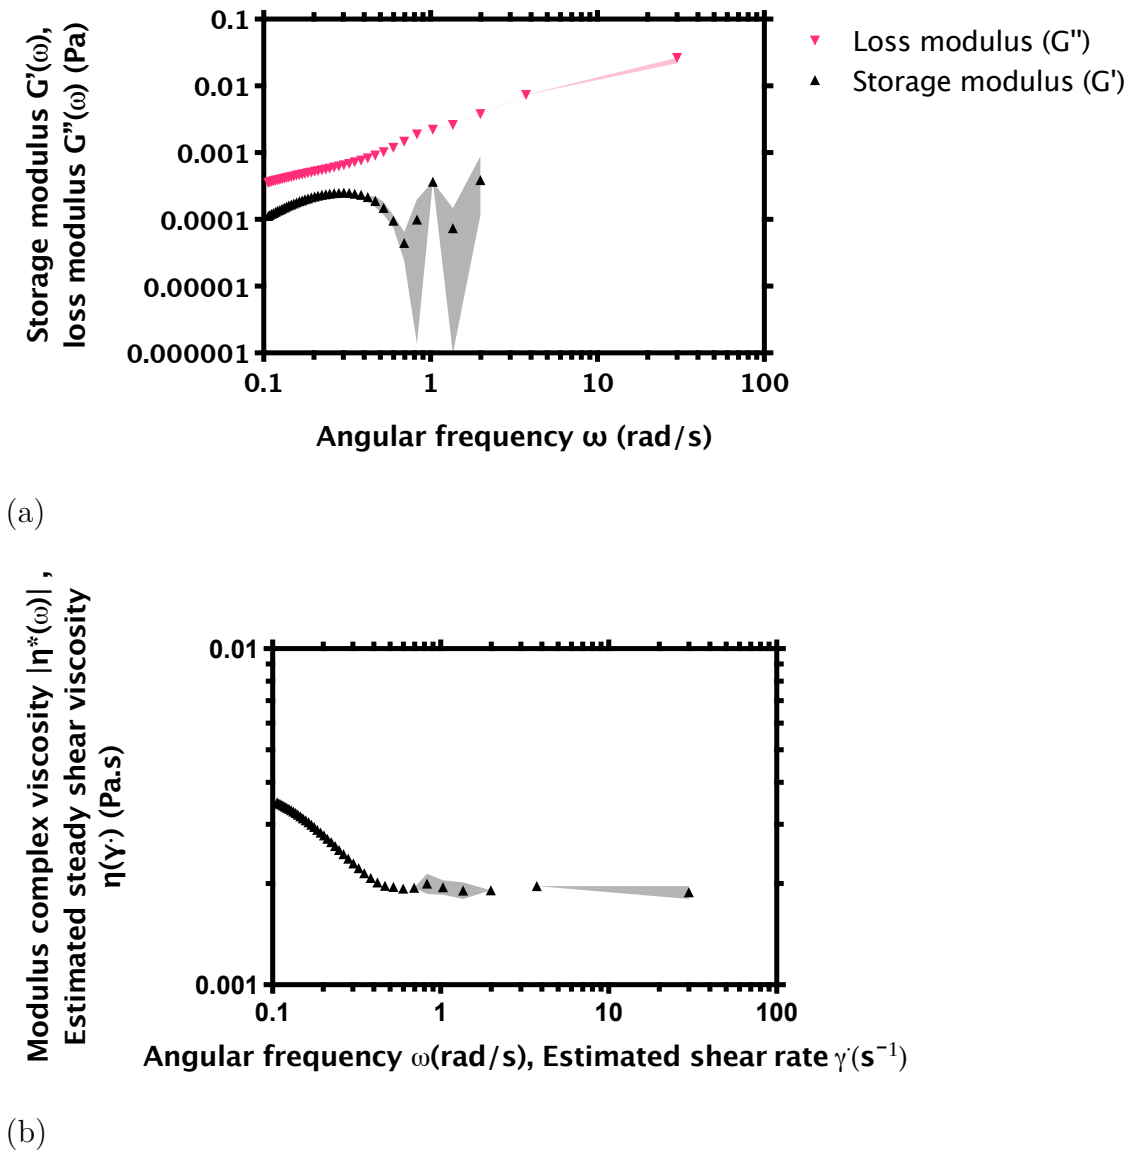 Storage modulus G'(ω),
loss modulus G"(ω) (Pa)
0.1
0.01
0.001
0.0001
0.00001
0.000001
0.1 1 10 100
Angular frequency ω (rad/s)
Loss modulus (G")
Storage modulus (G')
(a)
Modulus complex viscosity |η*(ω)| ,
Estimated steady shear viscosity
η(γ·) (Pa.s)
0.01
0.001
0.1 1 10 100
Angular frequency ω(rad/s), Estimated shear rate γ˙(s⁻¹)
(b)